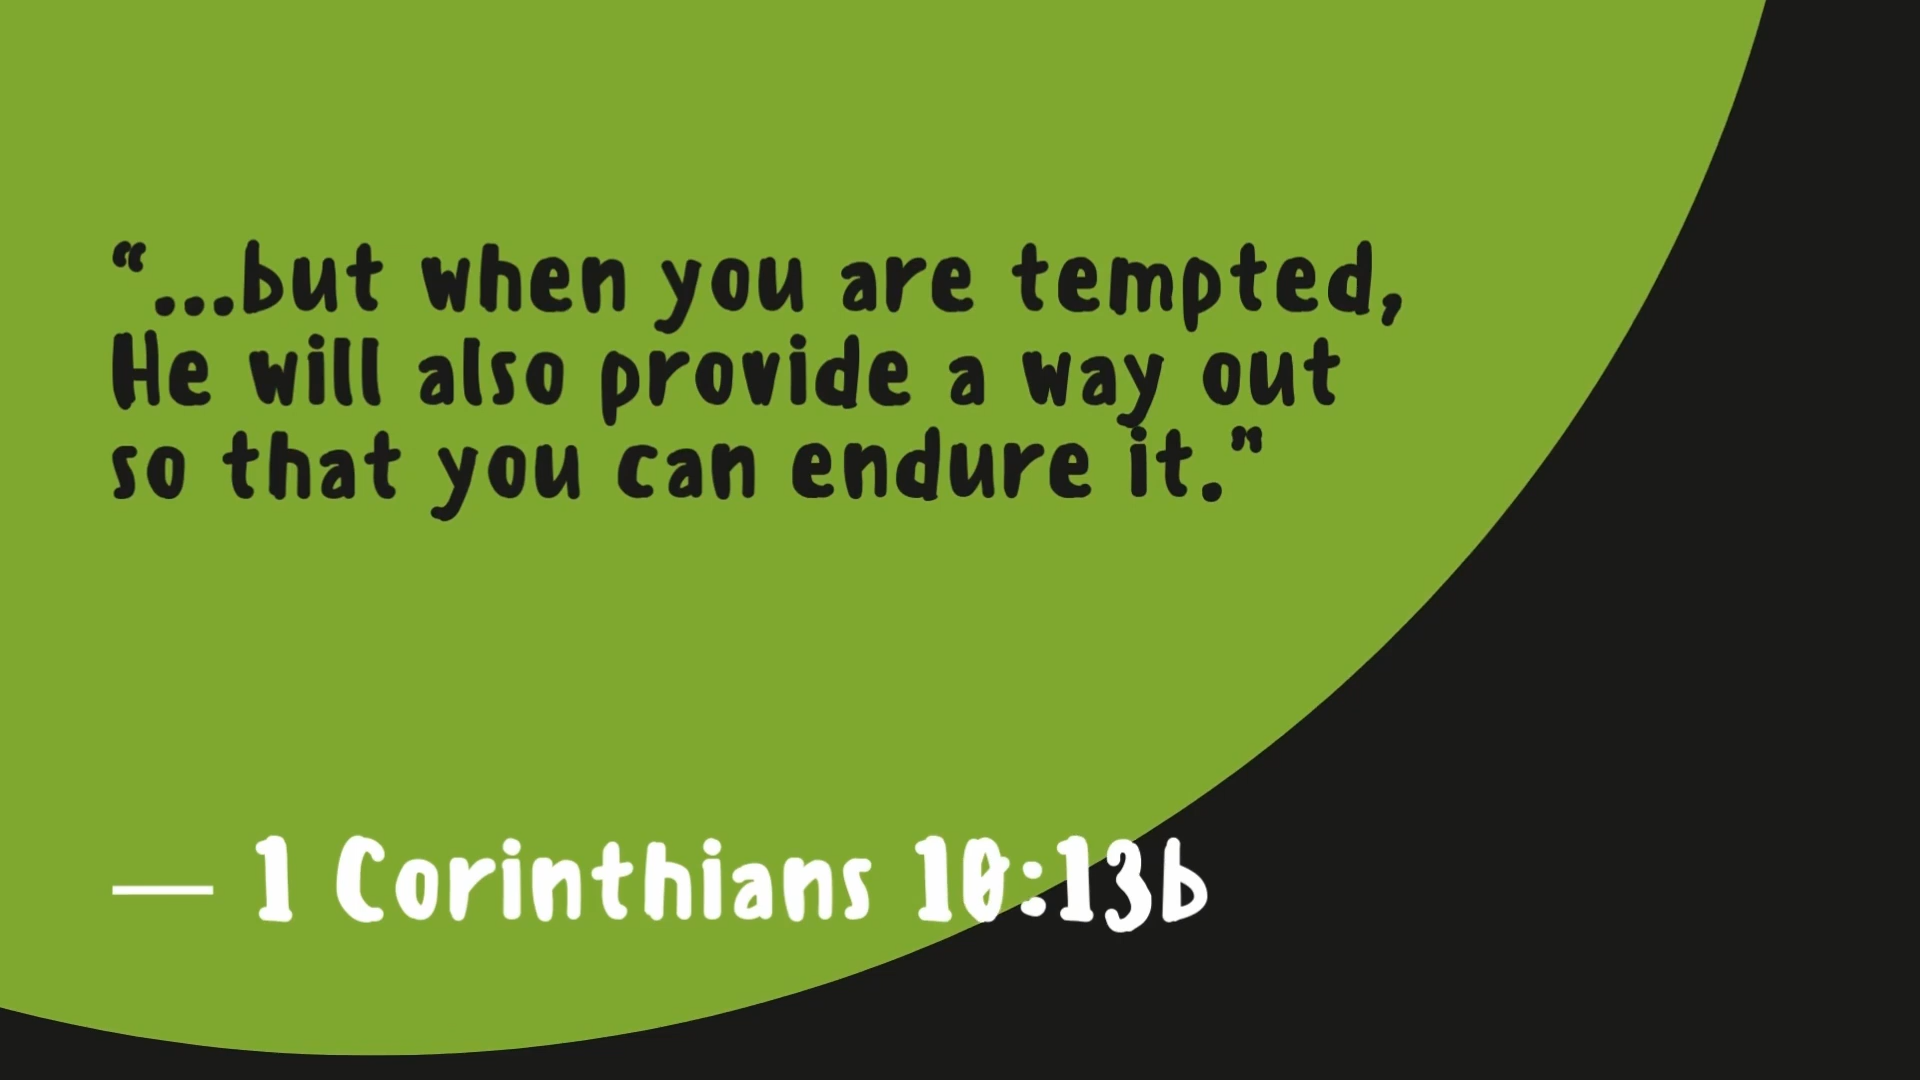 “...but when you are tempted,
He will also provide a way out
so that you can endure it.”
— 1 Corinthians 10:13b